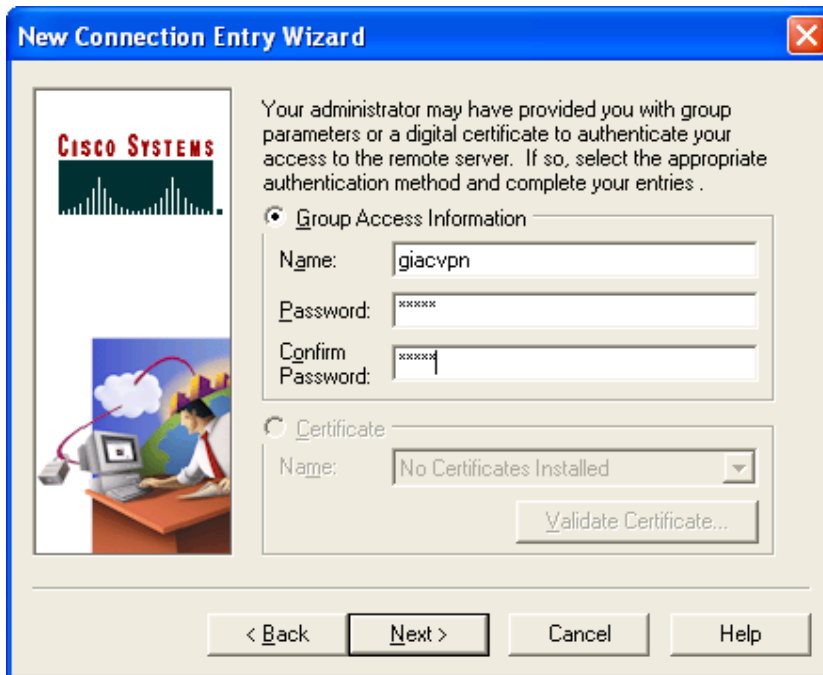 New Connection Entry Wizard
CISCO SYSTEMS
Your administrator may have provided you with group
parameters or a digital certificate to authenticate your
access to the remote server. If so, select the appropriate
authentication method and complete your entries .
Group Access Information
Name: giacvpn
Password: *****
Confirm
Password: *****
Certificate
Name: No Certificates Installed
Validate Certificate...
< Back Next > Cancel Help